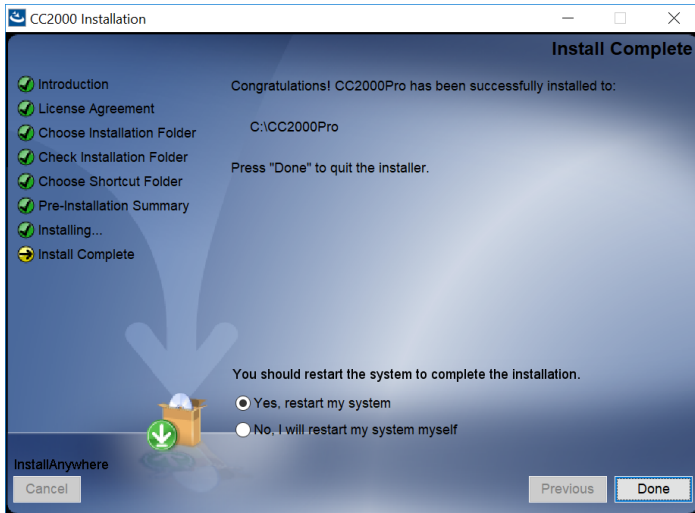 CC2000 Installation
Install Complete
Introduction
License Agreement
Choose Installation Folder
Check Installation Folder
Choose Shortcut Folder
Pre-Installation Summary
Installing...
Install Complete
Congratulations! CC2000Pro has been successfully installed to:
C:\CC2000Pro
Press "Done" to quit the installer.
You should restart the system to complete the installation.
Yes, restart my system
No, I will restart my system myself
InstallAnywhere
Cancel
Previous
Done